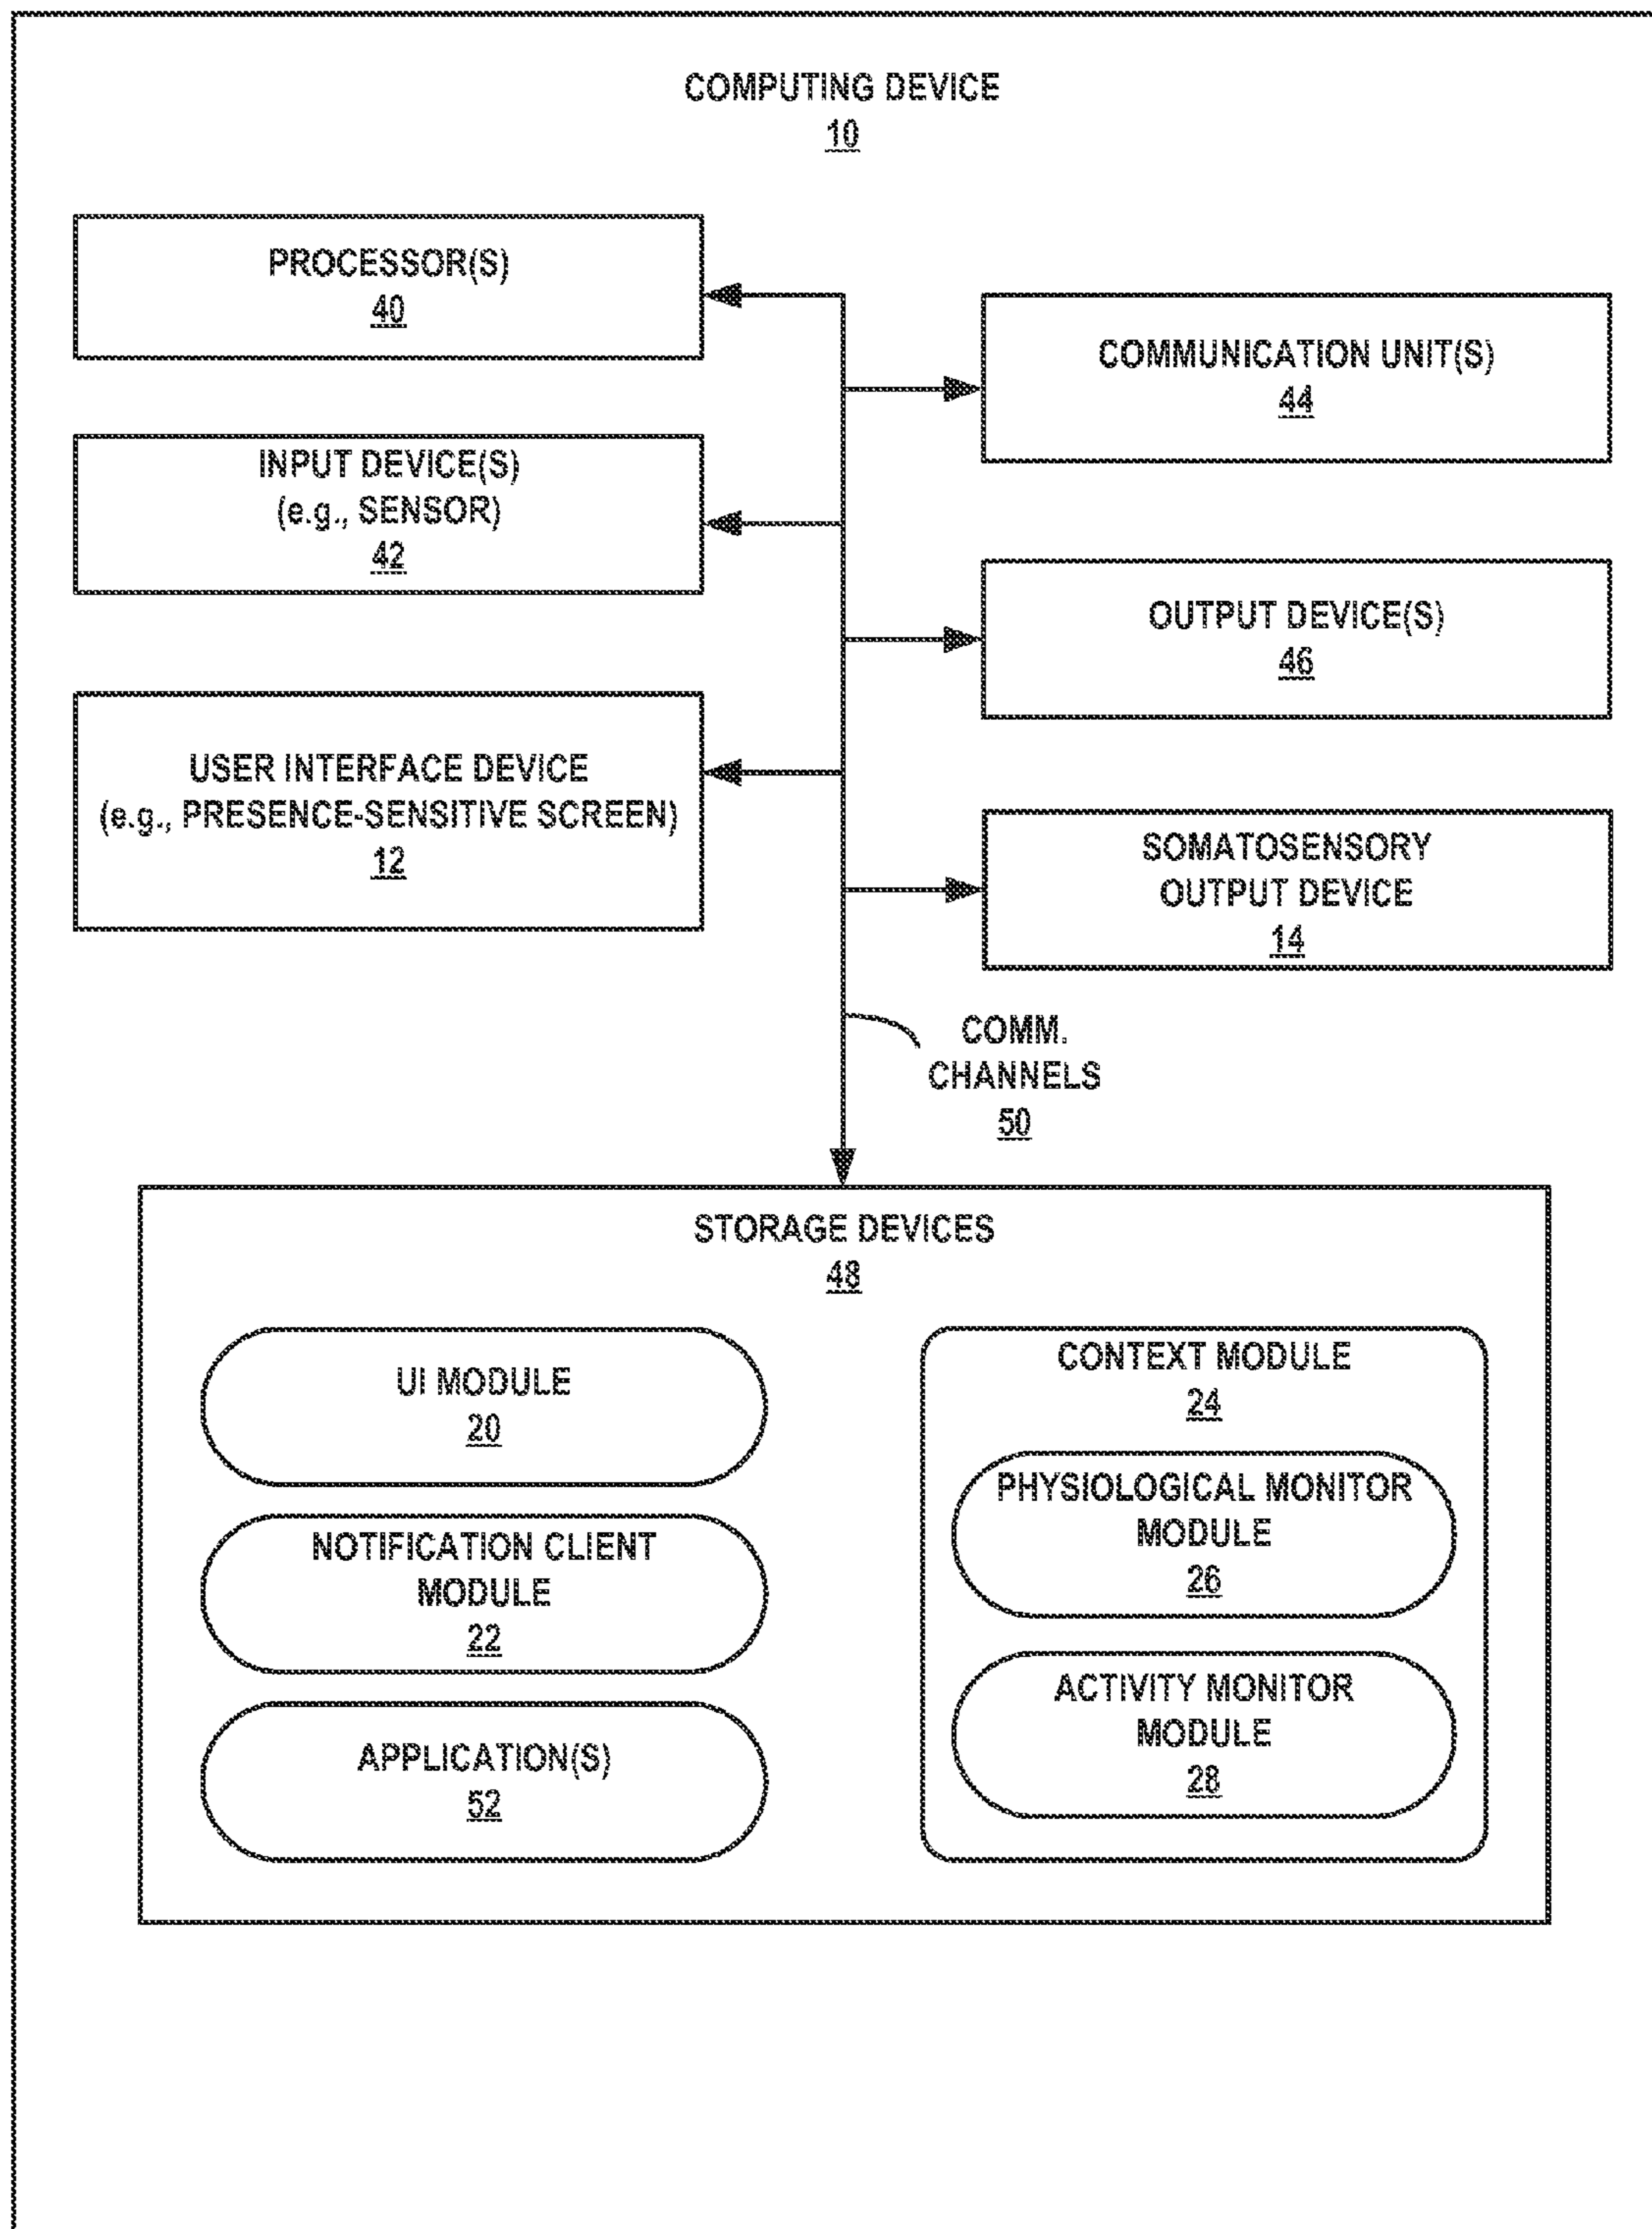 COMPUTING DEVICE
10
PROCESSOR(S)
40
COMMUNICATION UNIT(S)
44
INPUT DEVICE(S)
(e.g., SENSOR)
42
OUTPUT DEVICE(S)
46
USER INTERFACE DEVICE
(e.g., PRESENCE-SENSITIVE SCREEN)
12
SOMATOSENSORY
OUTPUT DEVICE
14
COMM.
CHANNELS
50
STORAGE DEVICES
48
UI MODULE
20
NOTIFICATION CLIENT
MODULE
22
APPLICATION(S)
52
CONTEXT MODULE
24
PHYSIOLOGICAL MONITOR
MODULE
26
ACTIVITY MONITOR
MODULE
28